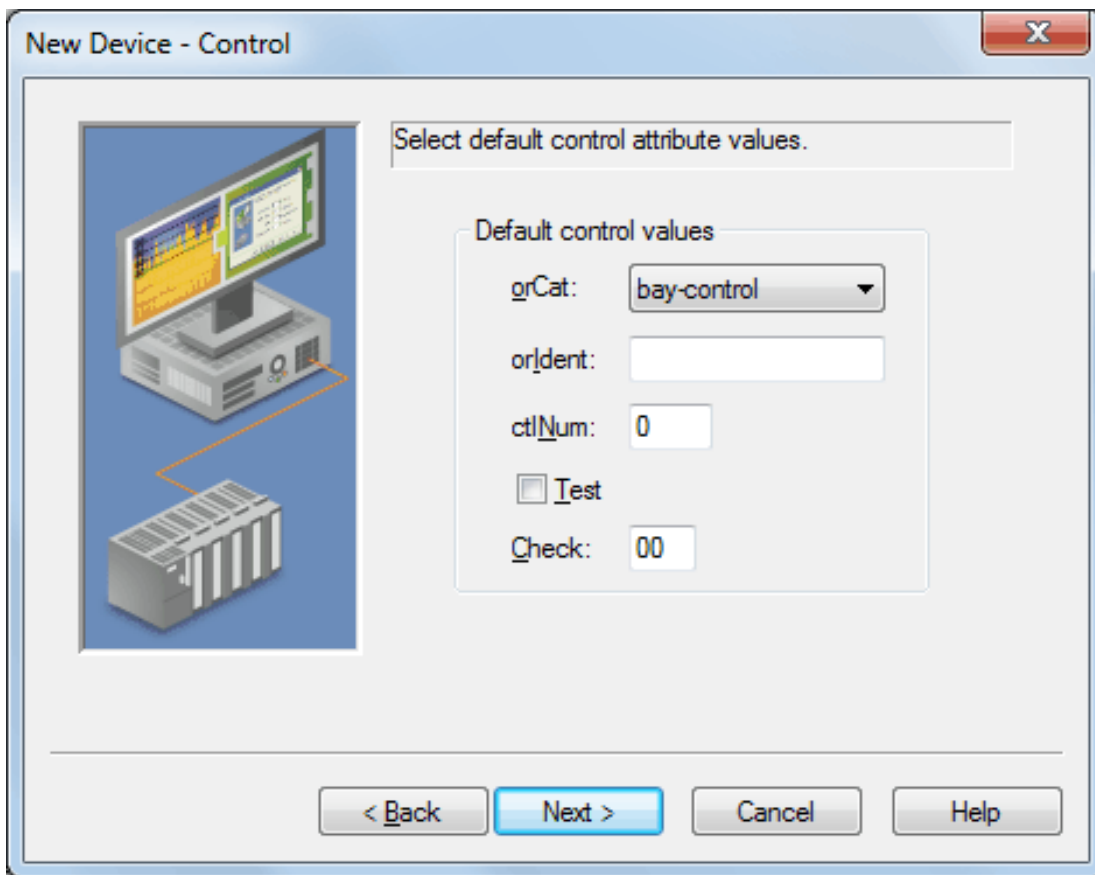 New Device - Control
Select default control attribute values.
Default control values
orCat: bay-control
orIdent:
ctlNum: 0
Test
Check: 00
< Back Next > Cancel Help